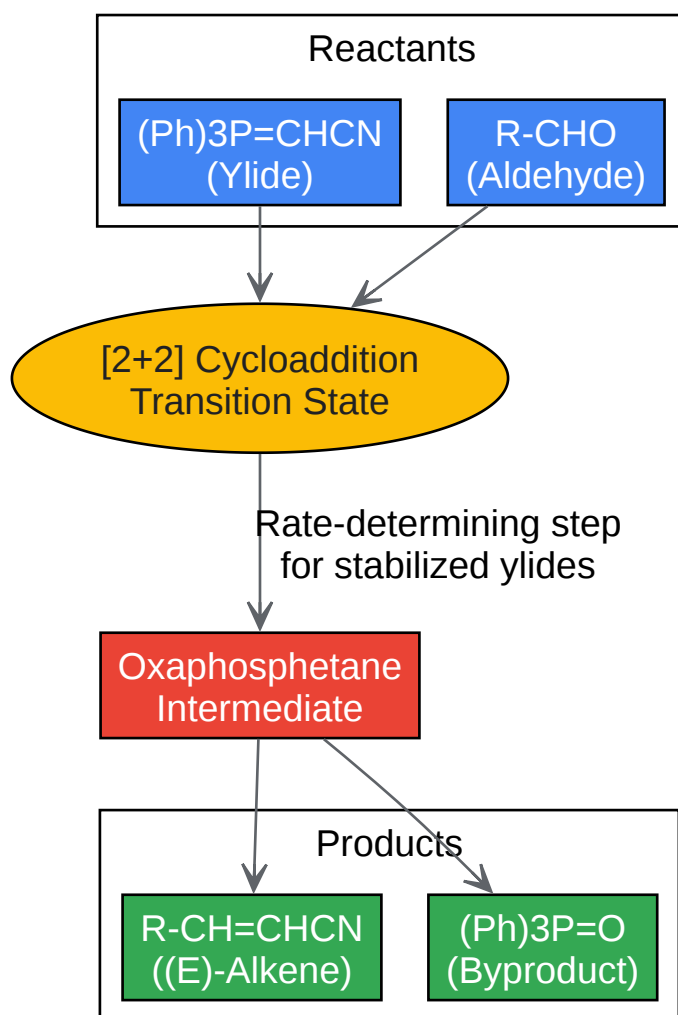 Reactants
(Ph)3P=CHCN
(Ylide)
R-CHO
(Aldehyde)
[2+2] Cycloaddition
Transition State
Rate-determining step
for stabilized ylides
Oxaphosphetane
Intermediate
Products
R-CH=CHCN
((E)-Alkene)
(Ph)3P=O
(Byproduct)